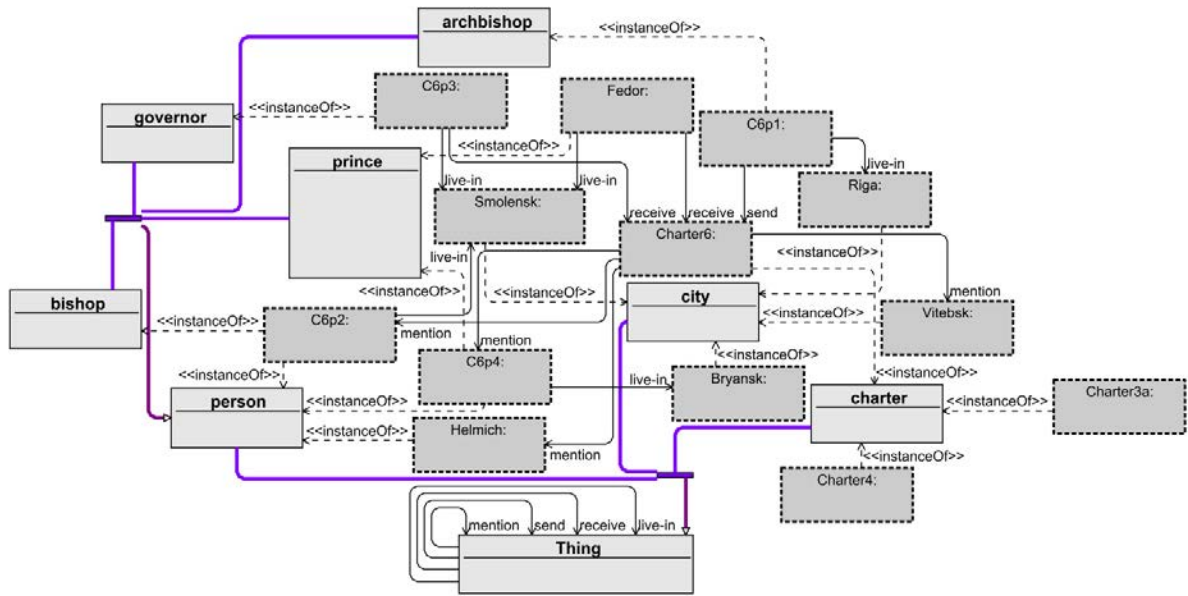 archbishop
<<instanceOf>>
C6p3:
Fedor:
<<instanceOf>>
governor
C6p1:
<<instanceOf>>
prince
live-in
live-in
live-in
Riga:
Smolensk:
receive
receive
send
Charter6:
live-in
<<instanceOf>>
<<instanceOf>>
<<instanceOf>>
bishop
city
mention
C6p2:
Vitebsk:
<<instanceOf>>
<<instanceOf>>
mention
mention
C6p4:
<<instanceOf>>
<<instanceOf>>
live-in
Bryansk:
person
<<instanceOf>>
charter
<<instanceOf>>
Charter3a:
Helmich:
<<instanceOf>>
mention
<<instanceOf>>
Charter4:
mention
send
receive
live-in
Thing